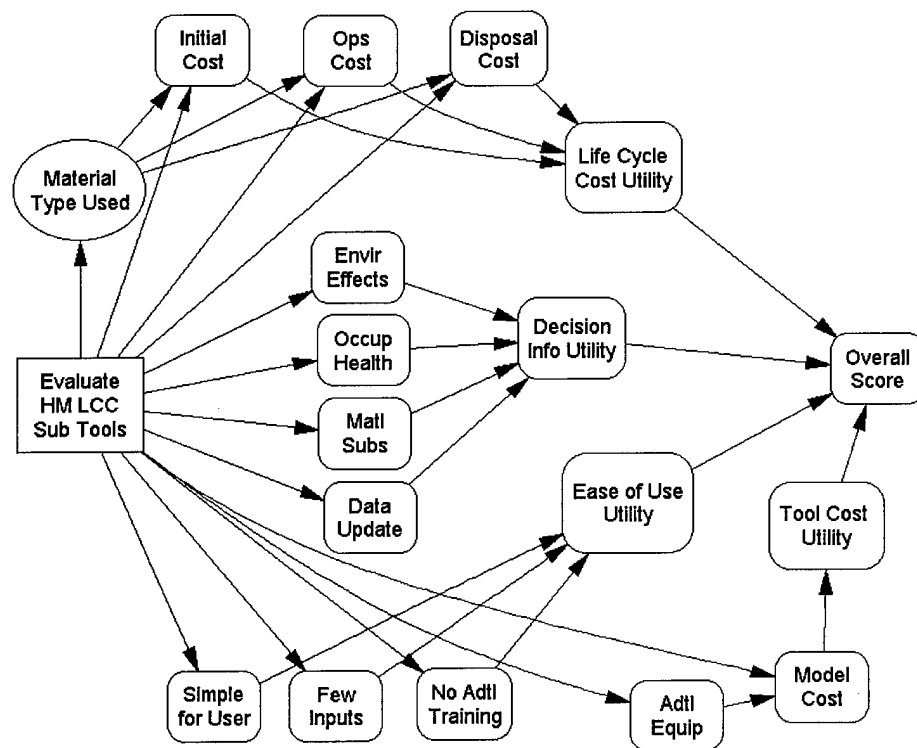 Initial
Cost
Ops
Cost
Disposal
Cost
Life Cycle
Cost Utility
Material
Type Used
Envir
Effects
Occup
Health
Decision
Info Utility
Overall
Score
Evaluate
HM LCC
Sub Tools
Matl
Subs
Data
Update
Ease of Use
Utility
Tool Cost
Utility
Simple
for User
Few
Inputs
No Adtl
Training
Adtl
Equip
Model
Cost